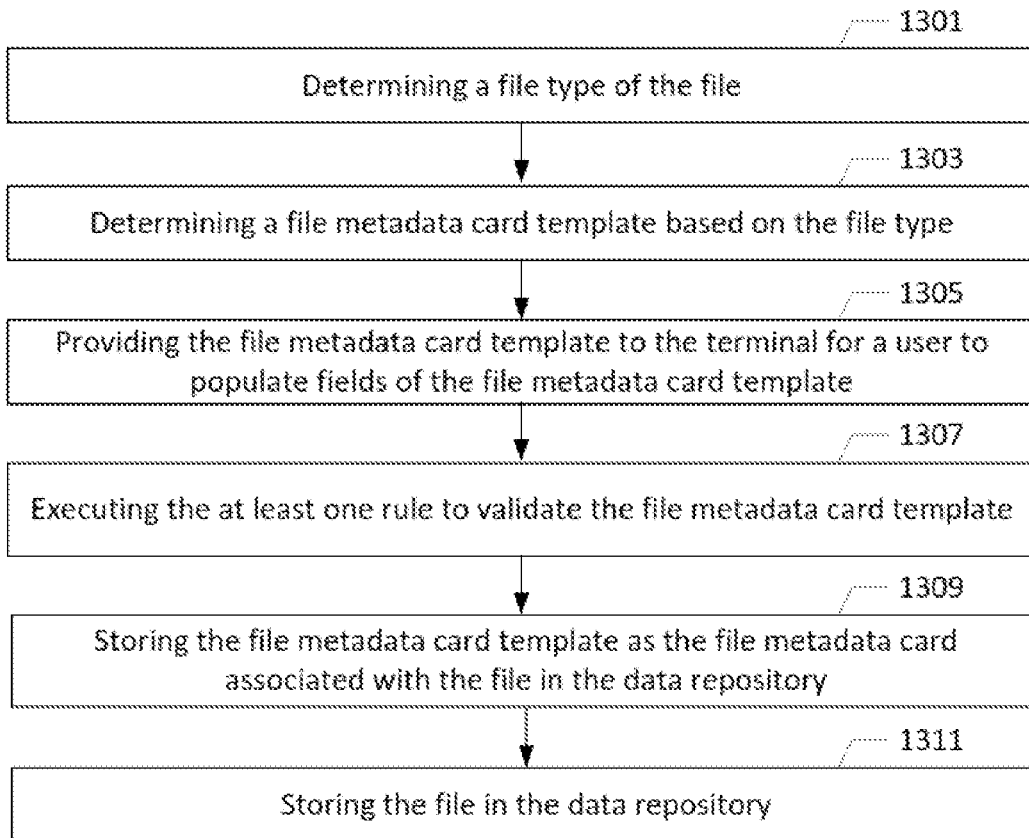 1301
Determining a file type of the file
1303
Determining a file metadata card template based on the file type
1305
Providing the file metadata card template to the terminal for a user to
populate fields of the file metadata card template
1307
Executing the at least one rule to validate the file metadata card template
1309
Storing the file metadata card template as the file metadata card
associated with the file in the data repository
1311
Storing the file in the data repository